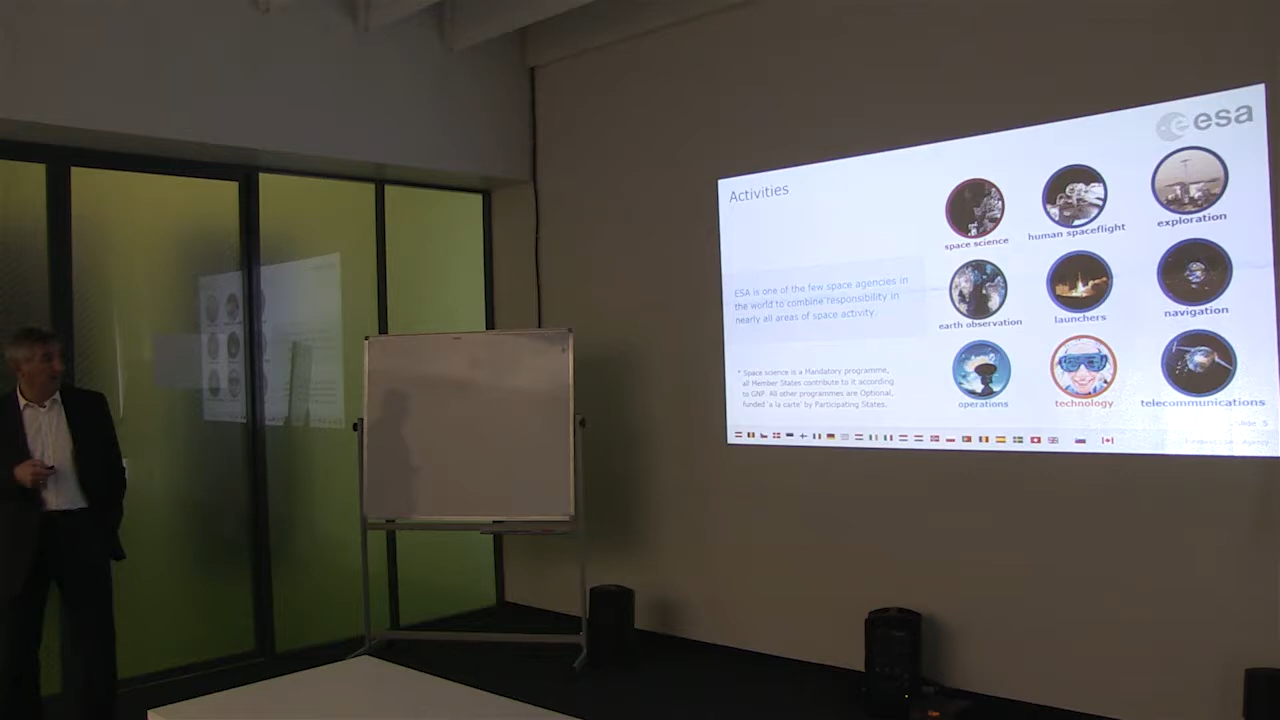 esa
Activities
space science
human spaceflight
exploration
ESA is one of the few space agencies in
the world to combine responsibility in
nearly all areas of space activity.
earth observation
launchers
navigation
* Space science is a Mandatory programme,
all Member States contribute to it according
to GNP. All other programmes are Optional,
funded 'a la carte' by Participating States.
operations
technology
telecommunications